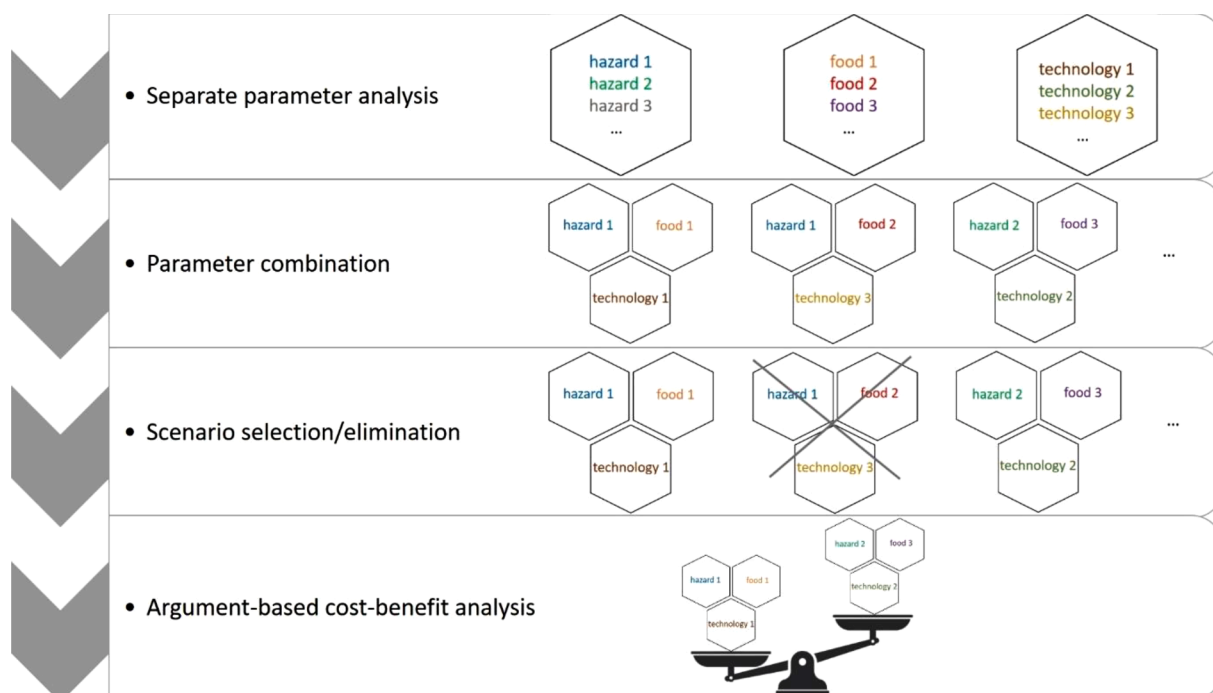 • Separate parameter analysis
hazard 1
hazard 2
hazard 3
...
food 1
food 2
food 3
...
technology 1
technology 2
technology 3
...
• Parameter combination
hazard 1
food 1
technology 1
hazard 1
food 2
technology 3
hazard 2
food 3
technology 2
...
• Scenario selection/elimination
hazard 1
food 1
technology 1
hazard 1
food 2
technology 3
hazard 2
food 3
technology 2
...
• Argument-based cost-benefit analysis
hazard 1
food 1
technology 1
hazard 2
food 3
technology 2